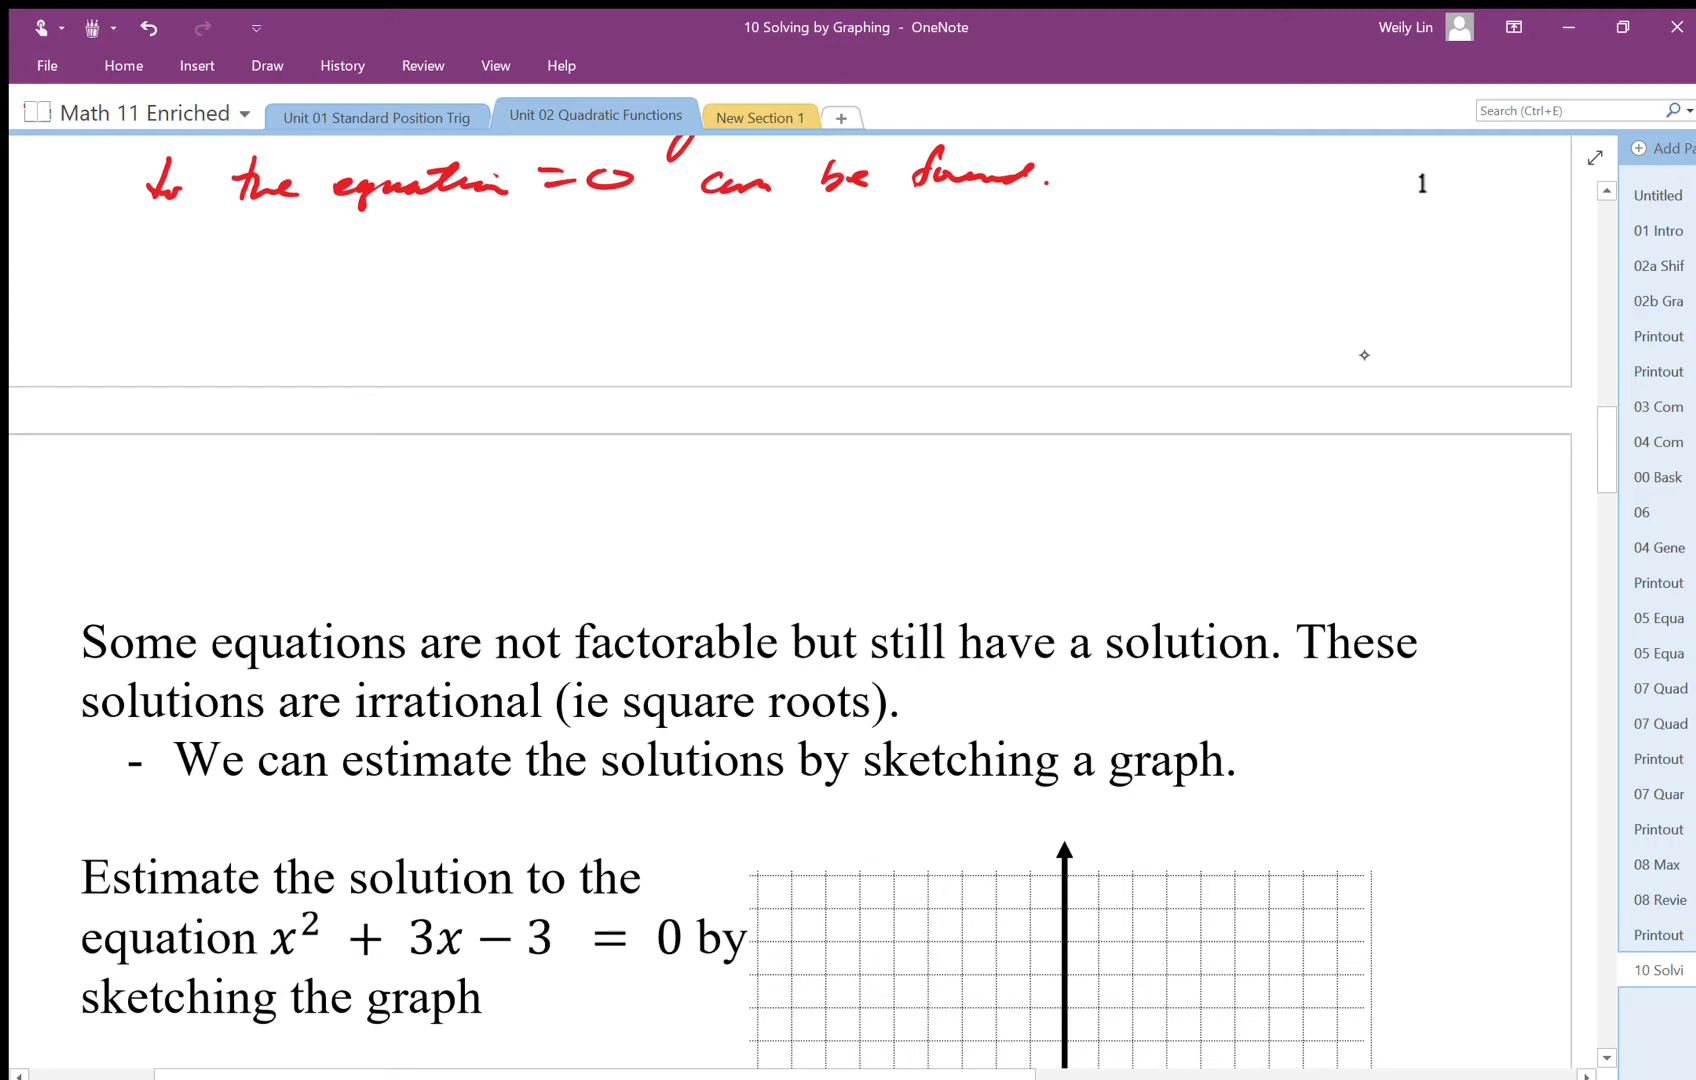 10 Solving by Graphing - OneNote
Weily Lin
File Home Insert Draw History Review View Help
Math 11 Enriched
Unit 01 Standard Position Trig
Unit 02 Quadratic Functions
New Section 1
Search (Ctrl+E)
to the equation =0 can be found.
1
Some equations are not factorable but still have a solution. These
solutions are irrational (ie square roots).
- We can estimate the solutions by sketching a graph.
Estimate the solution to the
equation x² + 3x − 3 = 0 by
sketching the graph
Add Pa
Untitled
01 Intro
02a Shif
02b Gra
Printout
Printout
03 Com
04 Com
00 Bask
06
04 Gene
Printout
05 Equa
05 Equa
07 Quad
07 Quad
Printout
07 Quar
Printout
08 Max
08 Revie
Printout
10 Solvi